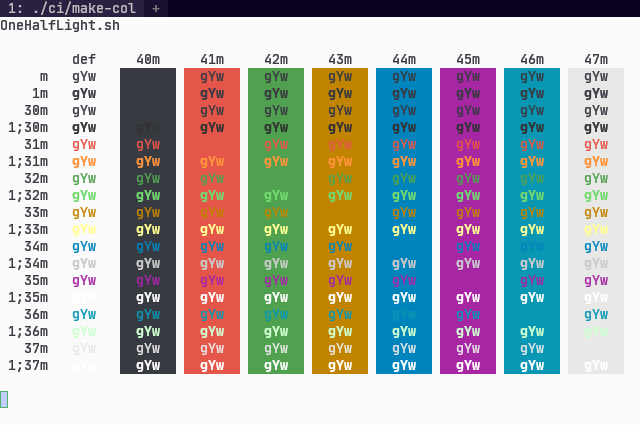 1: ./ci/make-col +
OneHalfLight.sh
def 40m 41m 42m 43m 44m 45m 46m 47m
m gYw gYw gYw gYw gYw gYw gYw gYw
1m gYw gYw gYw gYw gYw gYw gYw gYw
30m gYw gYw gYw gYw gYw gYw gYw gYw
1;30m gYw gYw gYw gYw gYw gYw gYw gYw gYw
31m gYw gYw gYw gYw gYw gYw gYw gYw
1;31m gYw gYw gYw gYw gYw gYw gYw gYw gYw
32m gYw gYw gYw gYw gYw gYw gYw gYw
1;32m gYw gYw gYw gYw gYw gYw gYw gYw gYw
33m gYw gYw gYw gYw gYw gYw gYw gYw
1;33m gYw gYw gYw gYw gYw gYw gYw gYw gYw
34m gYw gYw gYw gYw gYw gYw gYw gYw
1;34m gYw gYw gYw gYw gYw gYw gYw gYw gYw
35m gYw gYw gYw gYw gYw gYw gYw gYw
1;35m gYw gYw gYw gYw gYw gYw gYw gYw gYw
36m gYw gYw gYw gYw gYw gYw gYw gYw
1;36m gYw gYw gYw gYw gYw gYw gYw gYw gYw
37m gYw gYw gYw gYw gYw gYw gYw gYw
1;37m gYw gYw gYw gYw gYw gYw gYw gYw gYw